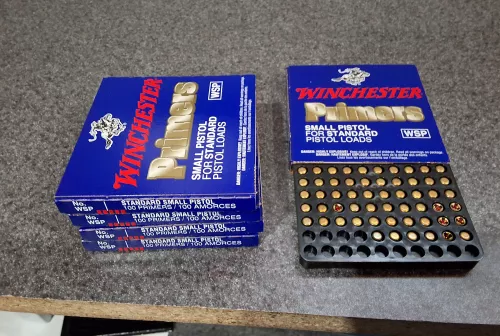 WINCHESTER
Primers
SMALL PISTOL
FOR STANDARD
PISTOL LOADS
WSP
No.
WSP
STANDARD SMALL PISTOL
100 PRIMERS / 100 AMORCES
No.
WSP
STANDARD SMALL PISTOL
100 PRIMERS / 100 AMORCES
No.
WSP
STANDARD SMALL PISTOL
100 PRIMERS / 100 AMORCES
No.
WSP
STANDARD SMALL PISTOL
100 PRIMERS / 100 AMORCES
WINCHESTER
Primers
SMALL PISTOL
FOR STANDARD
PISTOL LOADS
WSP